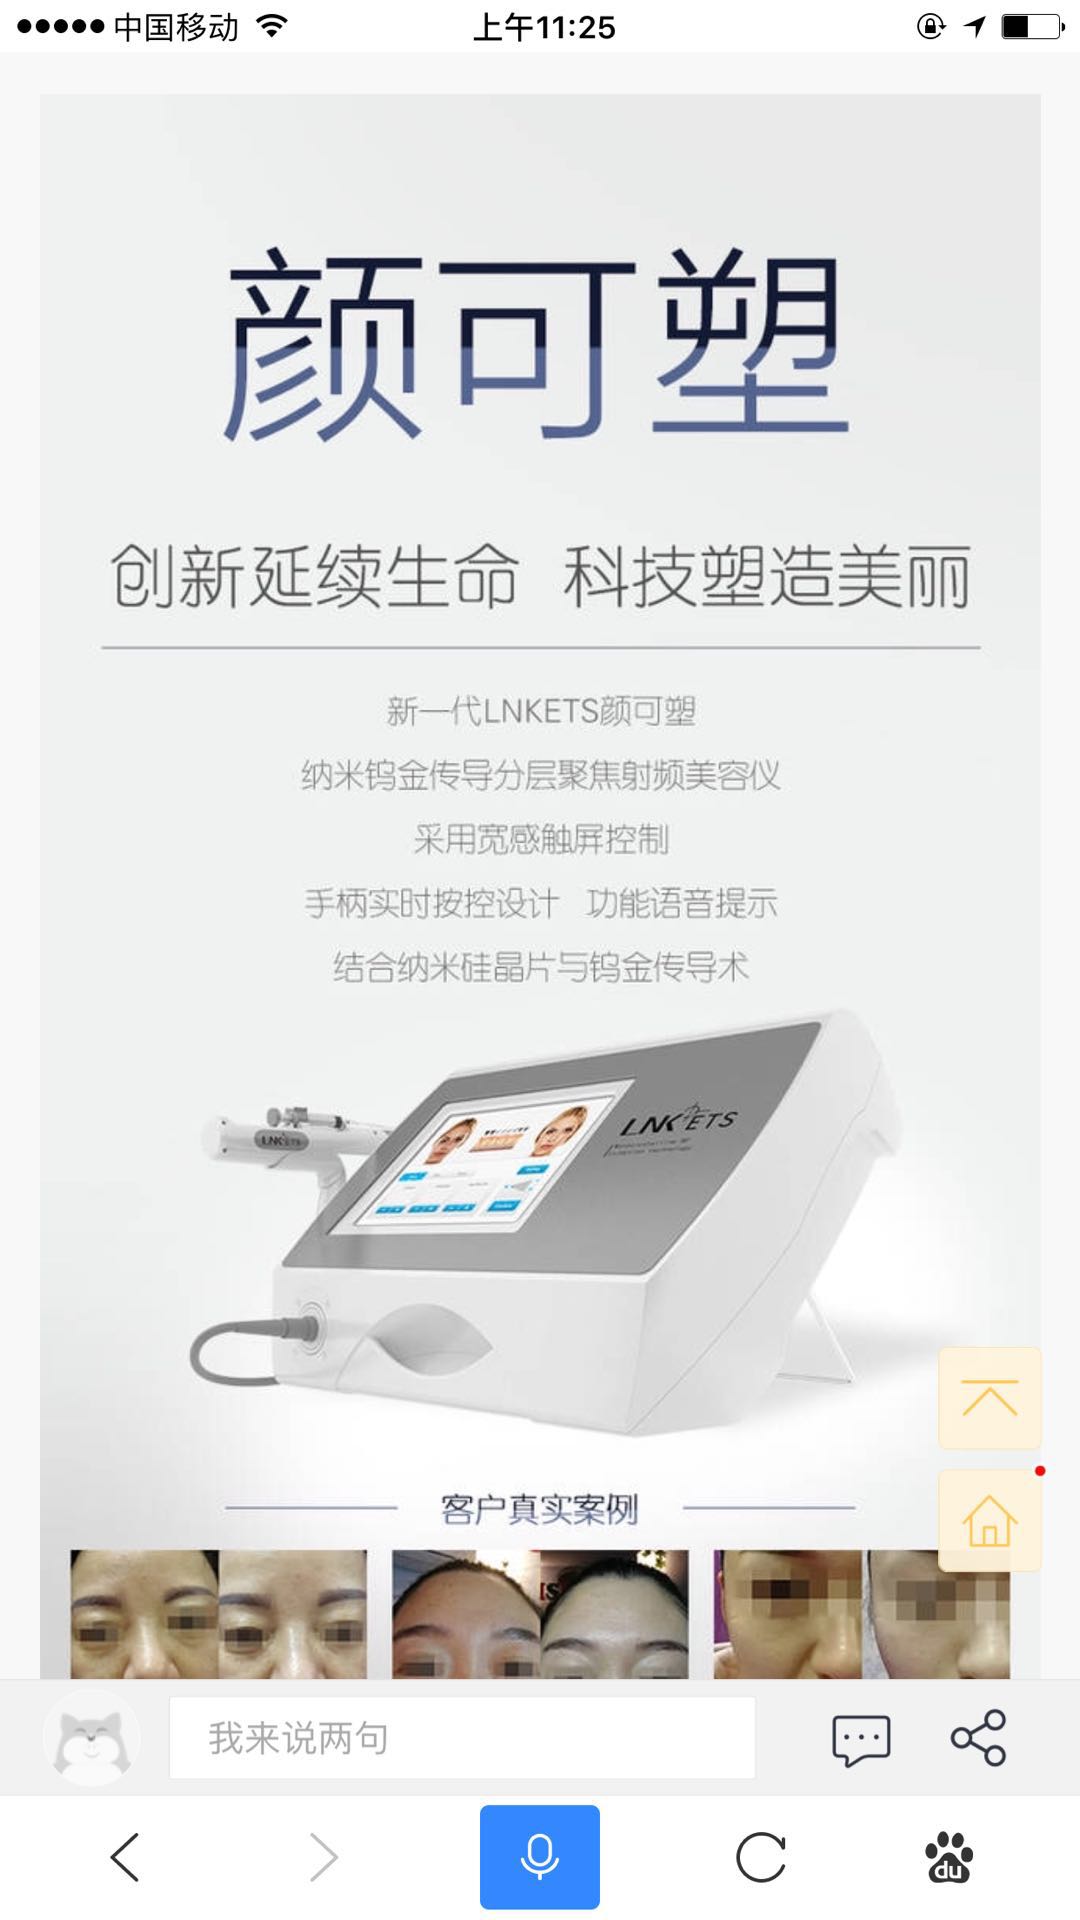 中国移动
上午11:25
颜可塑
创新延续生命 科技塑造美丽
新一代LNKETS颜可塑
纳米钨金传导分层聚焦射频美容仪
采用宽感触屏控制
手柄实时按控设计 功能语音提示
结合纳米硅晶片与钨金传导术
LNKETS
LNKETS
客户真实案例
我来说两句
du